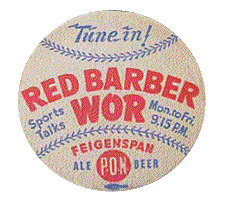 Tune in!
RED BARBER
WOR
Sports Talks
Mon. to Fri. 9:15 P.M.
FEIGENSPAN
ALE P.O.N. BEER